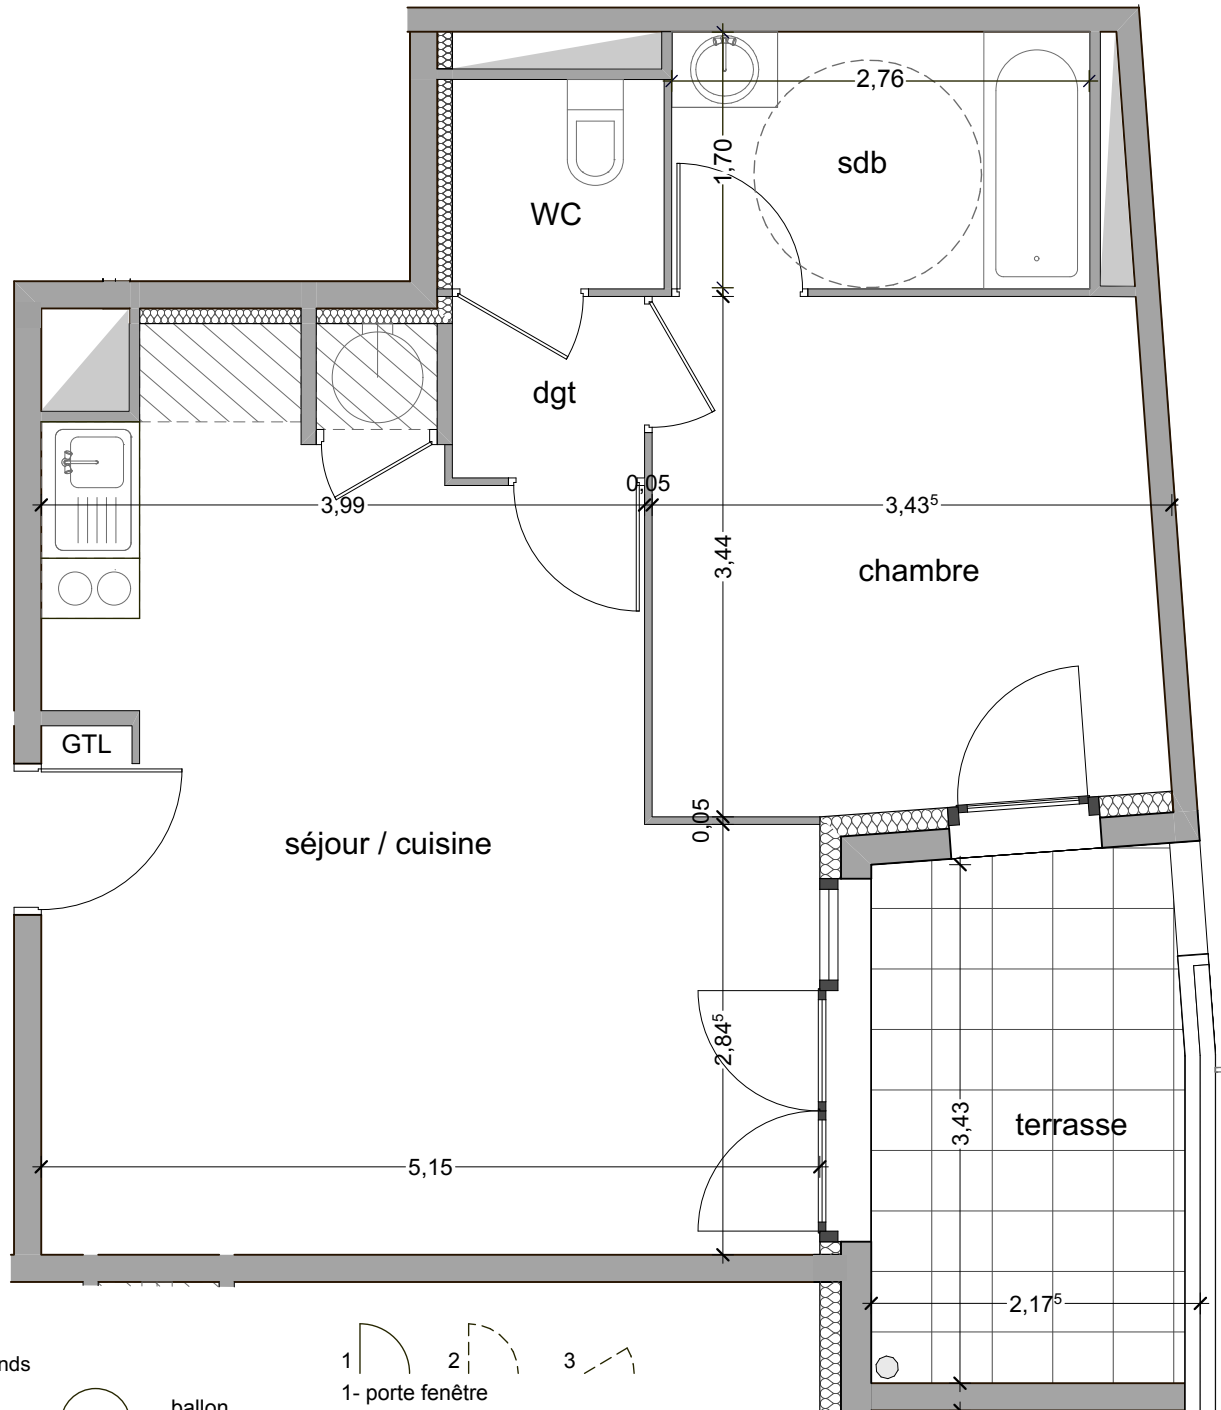 2,76
1,70
sdb
WC
dgt
0,05
3,99
3,43⁵
3,44
chambre
GTL
0,05
séjour / cuisine
2,84⁵
3,43
terrasse
5,15
2,17⁵
nds
1
2
3
1- porte fenêtre
ballon